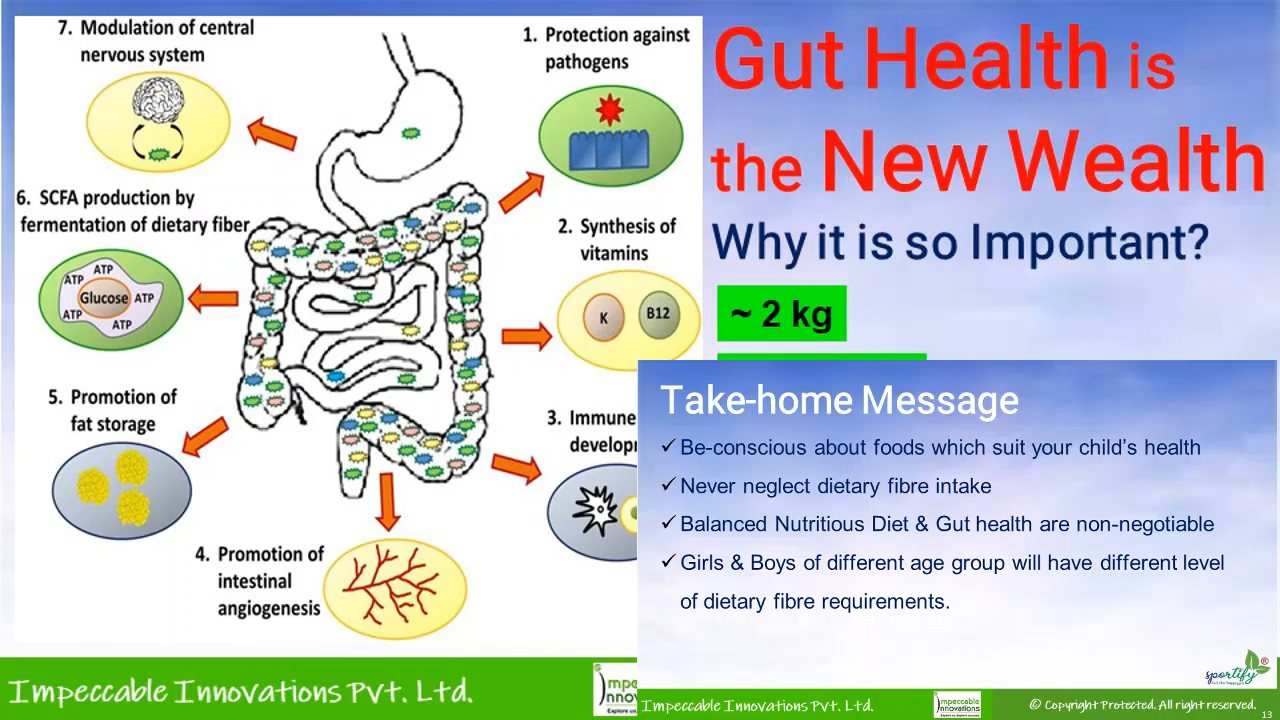 7. Modulation of central
nervous system
1. Protection against
pathogens
Gut Health is
the New Wealth
Why it is so Important?
~ 2 kg
6. SCFA production by
fermentation of dietary fiber
ATP
ATP
Glucose
ATP
ATP
ATP
2. Synthesis of
vitamins
K
B12
5. Promotion of
fat storage
3. Immune
4. Promotion of
intestinal
angiogenesis
Take-home Message
✓ Be-conscious about foods which suit your child's health
✓ Never neglect dietary fibre intake
✓ Balanced Nutritious Diet & Gut health are non-negotiable
✓ Girls & Boys of different age group will have different level
of dietary fibre requirements.
sportify ®
Impeccable Innovations Pvt. Ltd.
Impeccable Innovations Pvt. Ltd.
Impeccable
Innovations
© Copyright Protected. All right reserved.
13